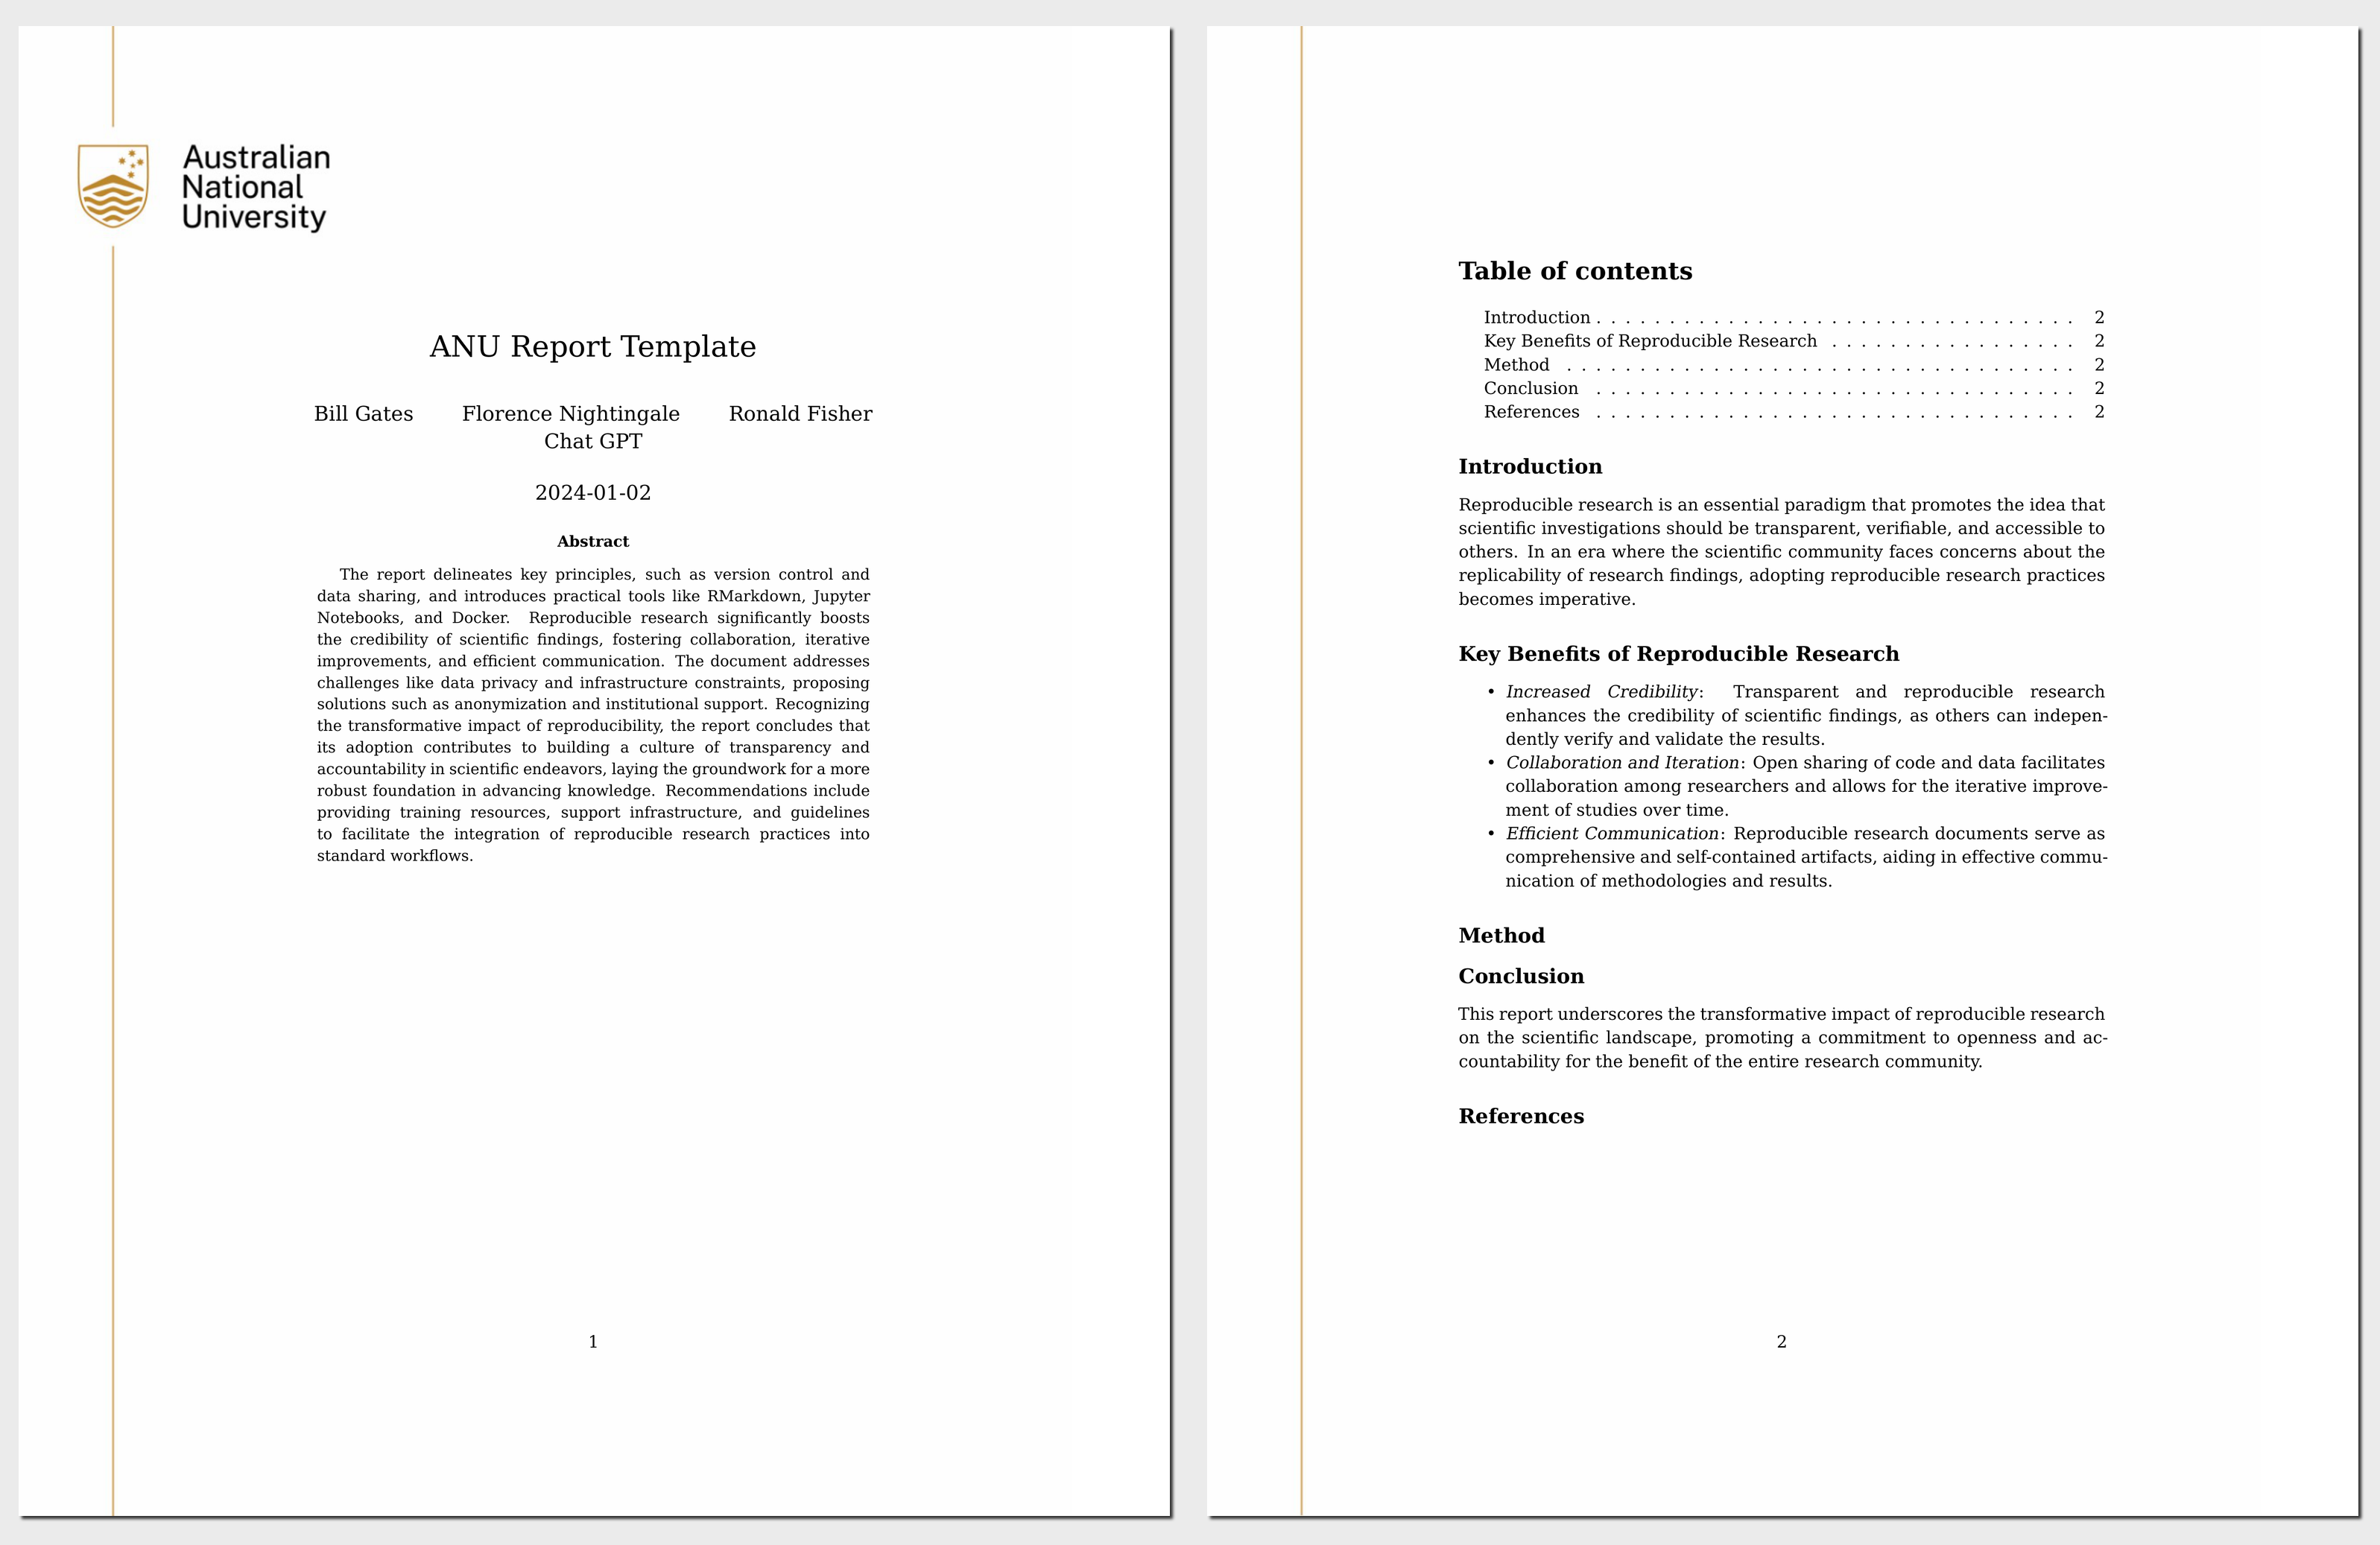 Australian
National
University
ANU Report Template
Bill Gates Florence Nightingale Ronald Fisher
Chat GPT
2024-01-02
Abstract
The report delineates key principles, such as version control and
data sharing, and introduces practical tools like RMarkdown, Jupyter
Notebooks, and Docker. Reproducible research significantly boosts
the credibility of scientific findings, fostering collaboration, iterative
improvements, and efficient communication. The document addresses
challenges like data privacy and infrastructure constraints, proposing
solutions such as anonymization and institutional support. Recognizing
the transformative impact of reproducibility, the report concludes that
its adoption contributes to building a culture of transparency and
accountability in scientific endeavors, laying the groundwork for a more
robust foundation in advancing knowledge. Recommendations include
providing training resources, support infrastructure, and guidelines
to facilitate the integration of reproducible research practices into
standard workflows.
1
Table of contents
Introduction . . . . . . . . . . . . . . . . . . . . . . . . . . . . . . . . . 2
Key Benefits of Reproducible Research . . . . . . . . . . . . . . . . . 2
Method . . . . . . . . . . . . . . . . . . . . . . . . . . . . . . . . . . . 2
Conclusion . . . . . . . . . . . . . . . . . . . . . . . . . . . . . . . . . 2
References . . . . . . . . . . . . . . . . . . . . . . . . . . . . . . . . . 2
Introduction
Reproducible research is an essential paradigm that promotes the idea that
scientific investigations should be transparent, verifiable, and accessible to
others. In an era where the scientific community faces concerns about the
replicability of research findings, adopting reproducible research practices
becomes imperative.
Key Benefits of Reproducible Research
• Increased Credibility: Transparent and reproducible research
enhances the credibility of scientific findings, as others can indepen-
dently verify and validate the results.
• Collaboration and Iteration: Open sharing of code and data facilitates
collaboration among researchers and allows for the iterative improve-
ment of studies over time.
• Efficient Communication: Reproducible research documents serve as
comprehensive and self-contained artifacts, aiding in effective commu-
nication of methodologies and results.
Method
Conclusion
This report underscores the transformative impact of reproducible research
on the scientific landscape, promoting a commitment to openness and ac-
countability for the benefit of the entire research community.
References
2